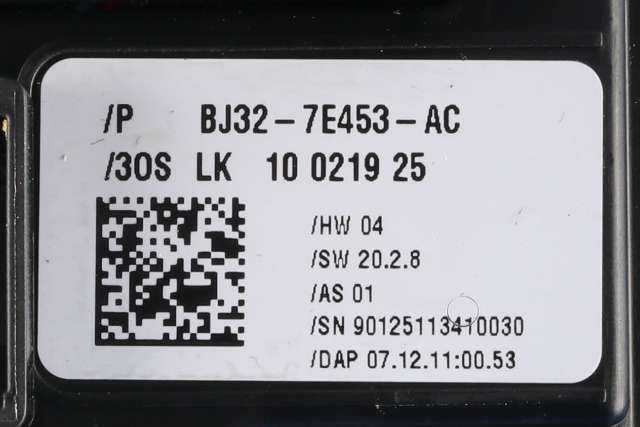 /P BJ32-7E453-AC
/3OS LK 10 0219 25
/HW 04
/SW 20.2.8
/AS 01
/SN 90125113410030
/DAP 07.12.11:00.53